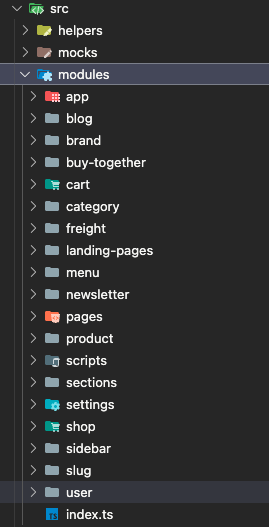 src
helpers
mocks
modules
app
blog
brand
buy-together
cart
category
freight
landing-pages
menu
newsletter
pages
product
scripts
sections
settings
shop
sidebar
slug
user
TS index.ts